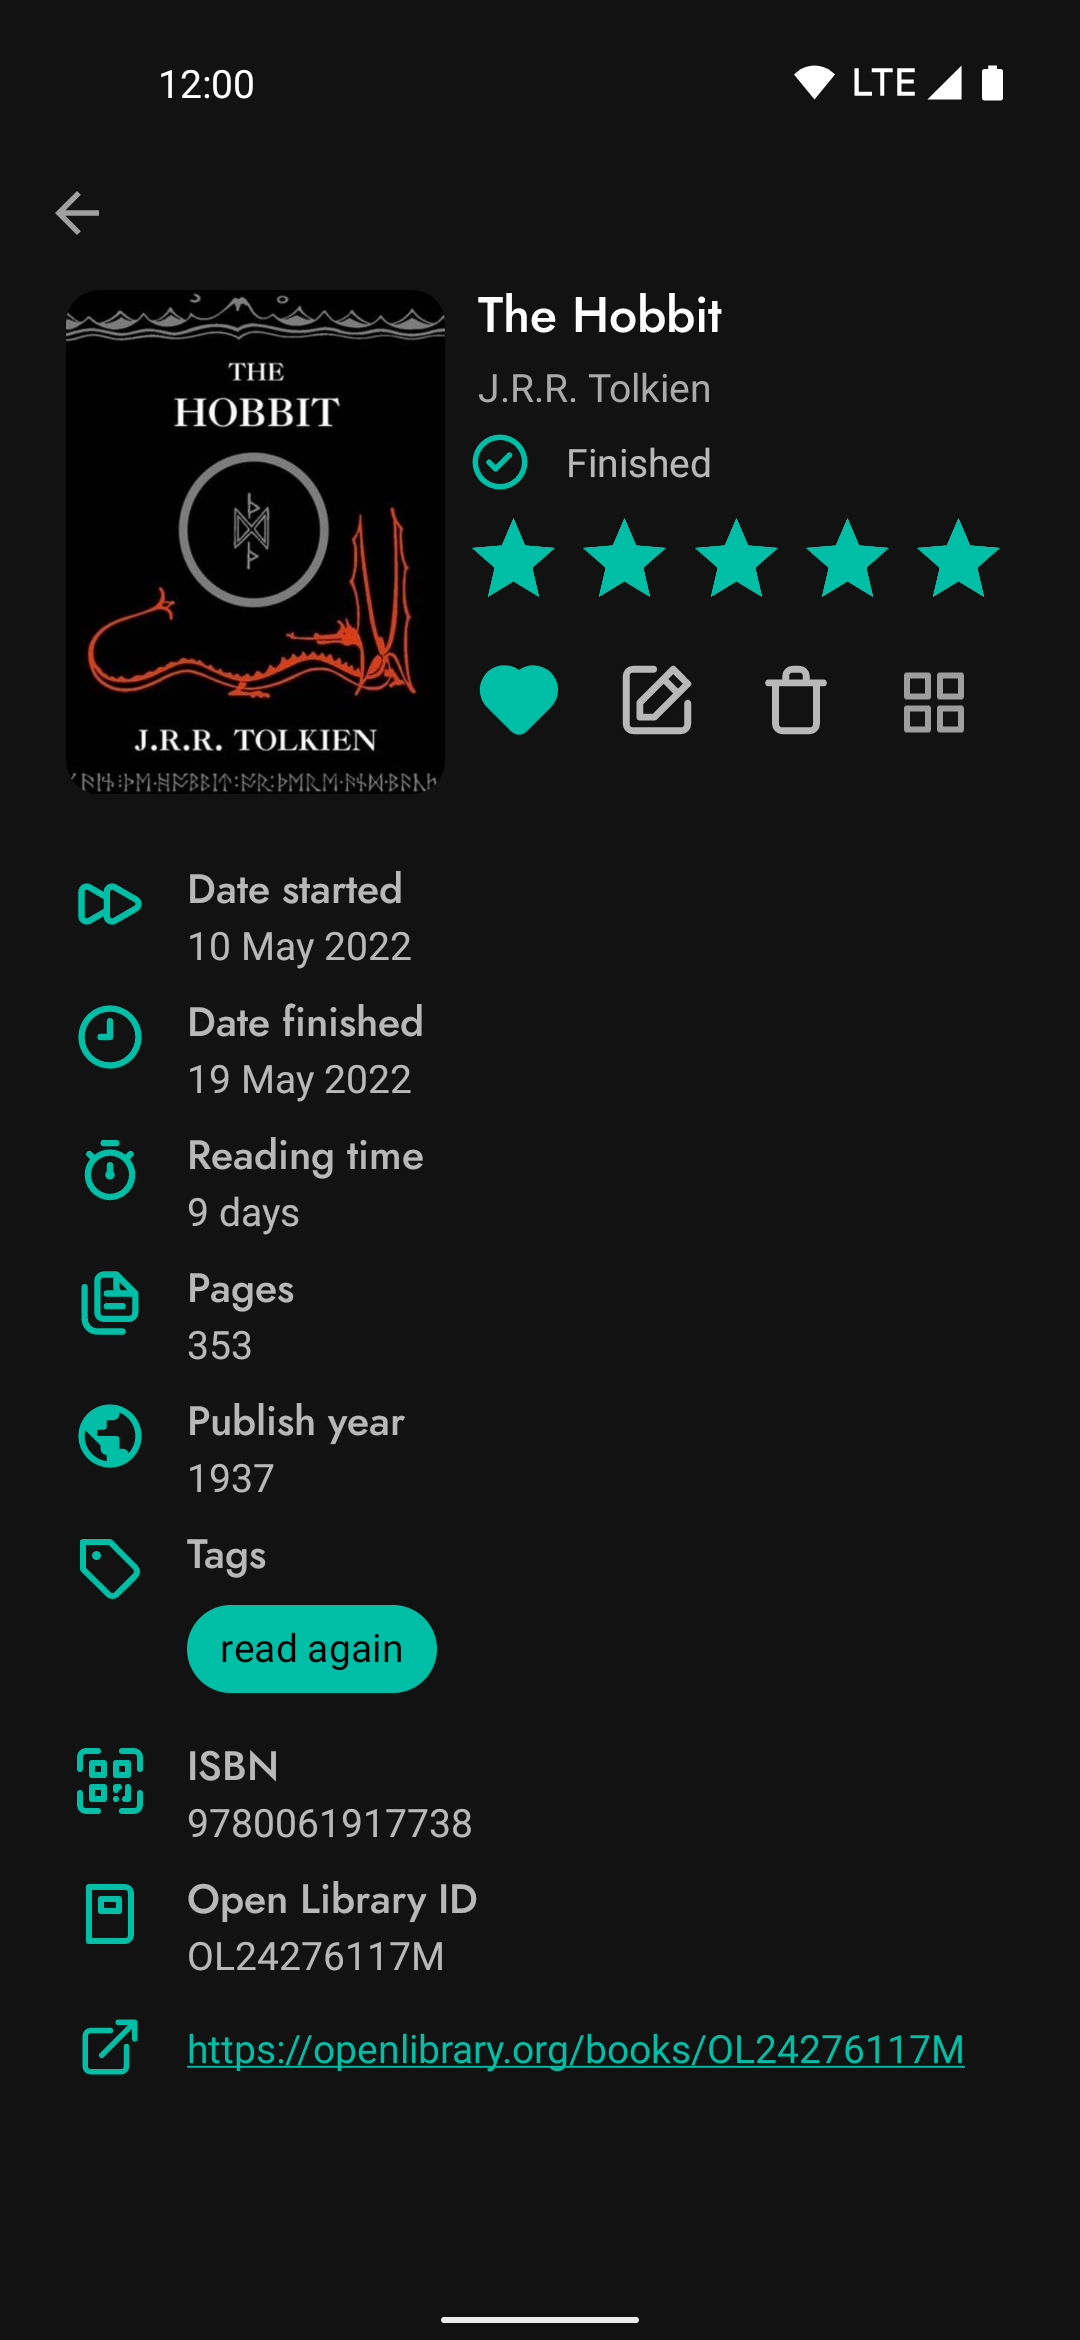 12:00
LTE
The Hobbit
J.R.R. Tolkien
Finished
THE
HOBBIT
J.R.R. TOLKIEN
Date started
10 May 2022
Date finished
19 May 2022
Reading time
9 days
Pages
353
Publish year
1937
Tags
read again
ISBN
9780061917738
Open Library ID
OL24276117M
https://openlibrary.org/books/OL24276117M